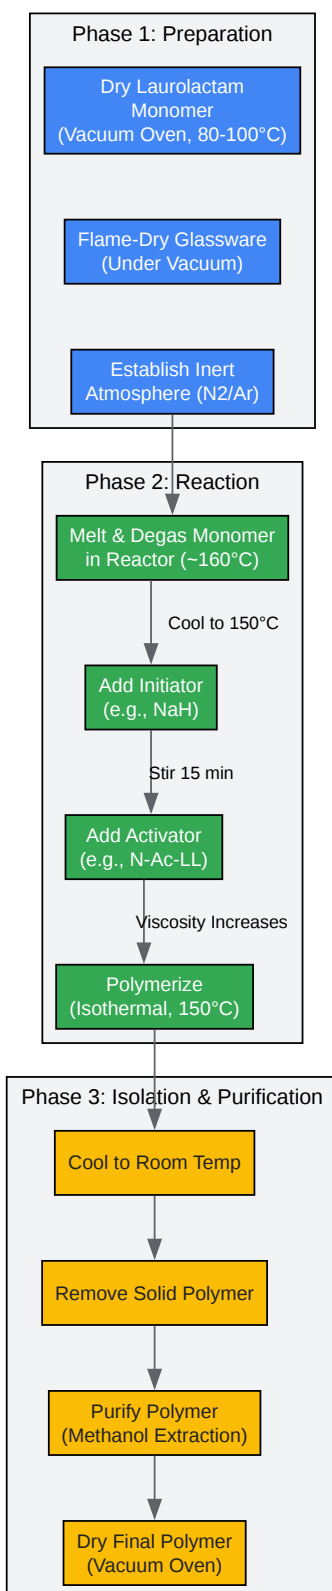 Phase 1: Preparation
Dry Laurolactam
Monomer
(Vacuum Oven, 80-100°C)
Flame-Dry Glassware
(Under Vacuum)
Establish Inert
Atmosphere (N2/Ar)
Phase 2: Reaction
Melt & Degas Monomer
in Reactor (~160°C)
Cool to 150°C
Add Initiator
(e.g., NaH)
Stir 15 min
Add Activator
(e.g., N-Ac-LL)
Viscosity Increases
Polymerize
(Isothermal, 150°C)
Phase 3: Isolation & Purification
Cool to Room Temp
Remove Solid Polymer
Purify Polymer
(Methanol Extraction)
Dry Final Polymer
(Vacuum Oven)